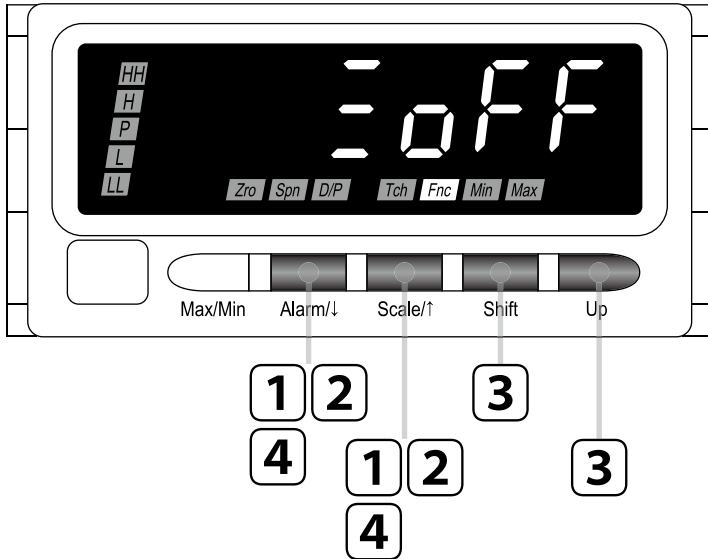 HH
H
P
L
LL
oFF
Zro Spn D/P Tch Fnc Min Max
Max/Min Alarm/↓ Scale/↑ Shift Up
1 2 3
4 1 2 3
4